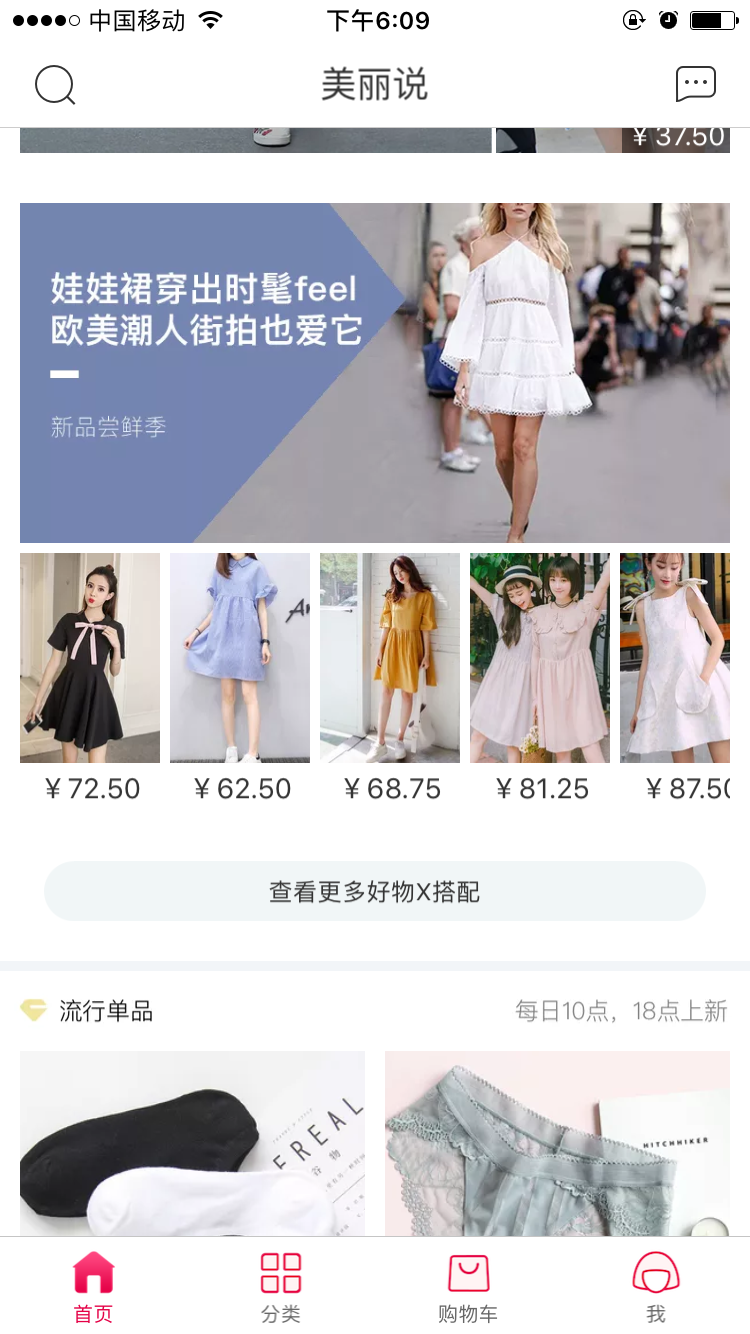 中国移动
下午6:09
美丽说
¥ 37.50
娃娃裙穿出时髦feel
欧美潮人街拍也爱它
新品尝鲜季
¥ 72.50
¥ 62.50
¥ 68.75
¥ 81.25
¥ 87.50
查看更多好物X搭配
流行单品
每日10点，18点上新
EREAL
谷物
HITCHHIKER
首页
分类
购物车
我